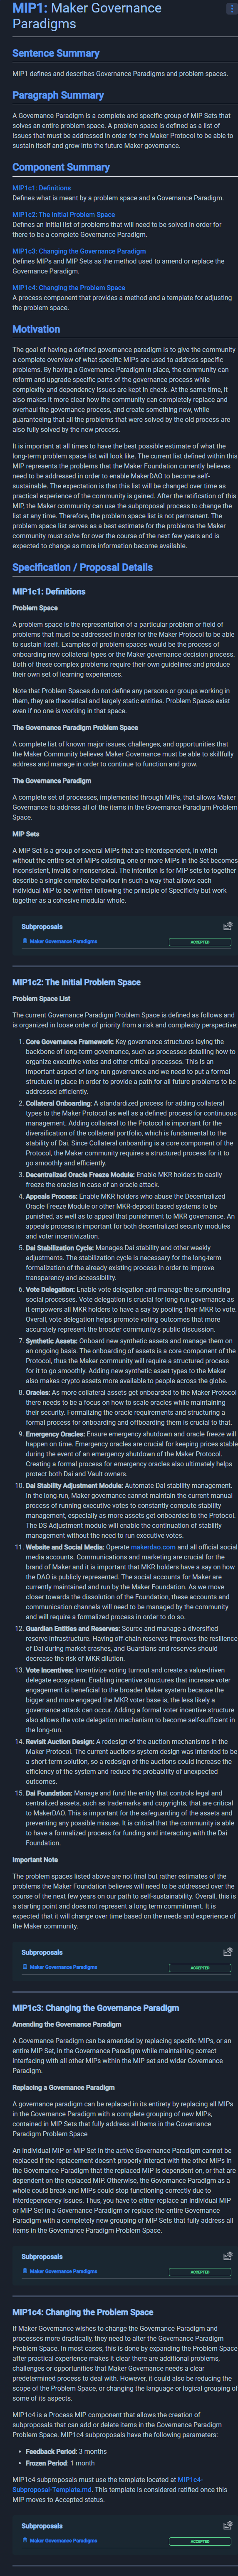 MIP1: Maker Governance
Paradigms
Sentence Summary
MIP1 defines and describes Governance Paradigms and problem spaces.
Paragraph Summary
A Governance Paradigm is a complete and specific group of MIP Sets that
solves an entire problem space. A problem space is defined as a list of
issues that must be addressed in order for the Maker Protocol to be able to
sustain itself and grow into the future Maker governance.
Component Summary
MIP1c1: Definitions
Defines what is meant by a problem space and a Governance Paradigm.
MIP1c2: The Initial Problem Space
Defines an initial list of problems that will need to be solved in order for
there to be a complete Governance Paradigm.
MIP1c3: Changing the Governance Paradigm
Defines MIPs and MIP Sets as the method used to amend or replace the
Governance Paradigm.
MIP1c4: Changing the Problem Space
A process component that provides a method and a template for adjusting
the problem space.
Motivation
The goal of having a defined governance paradigm is to give the community
a complete overview of what specific MIPs are used to address specific
problems. By having a Governance Paradigm in place, the community can
reform and upgrade specific parts of the governance process while
complexity and dependency issues are kept in check. At the same time, it
also makes it more clear how the community can completely replace and
overhaul the governance process, and create something new, while
guaranteeing that all the problems that were solved by the old process are
also fully solved by the new process.
It is important at all times to have the best possible estimate of what the
long-term problem space list will look like. The current list defined within this
MIP represents the problems that the Maker Foundation currently believes
need to be addressed in order to enable MakerDAO to become self-
sustainable. The expectation is that this list will be changed over time as
practical experience of the community is gained. After the ratification of this
MIP, the Maker community can use the subproposal process to change the
list at any time. Therefore, the problem space list is not permanent. The
problem space list serves as a best estimate for the problems the Maker
community must solve for over the course of the next few years and is
expected to change as more information become available.
Specification / Proposal Details
MIP1c1: Definitions
Problem Space
A problem space is the representation of a particular problem or field of
problems that must be addressed in order for the Maker Protocol to be able
to sustain itself. Examples of problem spaces would be the process of
onboarding new collateral types or the Maker governance decision process.
Both of these complex problems require their own guidelines and produce
their own set of learning experiences.
Note that Problem Spaces do not define any persons or groups working in
them, they are theoretical and largely static entities. Problem Spaces exist
even if no one is working in that space.
The Governance Paradigm Problem Space
A complete list of known major issues, challenges, and opportunities that
the Maker Community believes Maker Governance must be able to skillfully
address and manage in order to continue to function and grow.
The Governance Paradigm
A complete set of processes, implemented through MIPs, that allows Maker
Governance to address all of the items in the Governance Paradigm Problem
Space.
MIP Sets
A MIP Set is a group of several MIPs that are interdependent, in which
without the entire set of MIPs existing, one or more MIPs in the Set becomes
inconsistent, invalid or nonsensical. The intention is for MIP sets to together
describe a single complex behaviour in such a way that allows each
individual MIP to be written following the principle of Specificity but work
together as a cohesive modular whole.
Subproposals
Maker Governance Paradigms ACCEPTED
MIP1c2: The Initial Problem Space
Problem Space List
The current Governance Paradigm Problem Space is defined as follows and
is organized in loose order of priority from a risk and complexity perspective:
1. Core Governance Framework: Key governance structures laying the
backbone of long-term governance, such as processes detailing how to
organize executive votes and other critical processes. This is an
important aspect of long-run governance and we need to put a formal
structure in place in order to provide a path for all future problems to be
addressed efficiently.
2. Collateral Onboarding: A standardized process for adding collateral
types to the Maker Protocol as well as a defined process for continuous
management. Adding collateral to the Protocol is Important for the
diversification of the collateral portfolio, which is fundamental to the
stability of Dai. Since Collateral Onboarding is a core component of the
Protocol, the Maker community requires a structured process for it to
go smoothly and efficiently.
3. Decentralized Oracle Freeze Module: Enable MKR holders to easily
freeze the oracles in case of an oracle attack.
4. Appeals Process: Enable MKR holders who abuse the Decentralized
Oracle Freeze Module or other MKR-deposit based systems to be
punished, as well as to appeal that punishment to MKR governance. An
appeals process is important for both decentralized security modules
and voter incentivization.
5. Dai Stabilization Cycle: Manages Dai stability and other weekly
adjustments. The stabilization cycle is necessary for the long-term
formalization of the already existing process in order to improve
transparency and accessibility.
6. Vote Delegation: Enable vote delegation and manage the surrounding
social processes. Vote delegation is crucial for long-run governance as
it empowers all MKR holders to have a say by pooling their MKR to vote.
Overall, vote delegation helps promote voting outcomes that more
accurately represent the broader community's public discussion.
7. Synthetic Assets: Onboard new synthetic assets and manage them on
an ongoing basis. The onboarding of assets is a core component of the
Protocol, thus the Maker community will require a structured process
for it to go smoothly. Adding new synthetic asset types to the Maker
also makes crypto assets more available to people across the globe.
8. Oracles: As more collateral assets get onboarded to the Maker Protocol
there needs to be a focus on how to scale oracles while maintaining
their security. Formalizing the oracle requirements and structuring a
formal process for onboarding and offboarding them is crucial to that.
9. Emergency Oracles: Ensure emergency shutdown and oracle freeze will
happen on time. Emergency oracles are crucial for keeping prices stable
during the event of an emergency shutdown of the Maker Protocol.
Creating a formal process for emergency oracles also ultimately helps
protect both Dai and Vault owners.
10. Dai Stability Adjustment Module: Automate Dai stability management.
In the long-run, Maker governance cannot maintain the current manual
process of running executive votes to constantly compute stability
management, especially as more assets get onboarded to the Protocol.
The DS Adjustment module will enable the continuation of stability
management without the need to run executive votes.
11. Website and Social Media: Operate makerdao.com and all official social
media accounts. Communications and marketing are crucial for the
brand of Maker and it is important that MKR holders have a say on how
the DAO is publicly represented. The social accounts for Maker are
currently maintained and run by the Maker Foundation. As we move
closer towards the dissolution of the Foundation, these accounts and
communication channels will need to be managed by the community
and will require a formalized process in order to do so.
12. Guardian Entities and Reserves: Source and manage a diversified
reserve infrastructure. Having off-chain reserves improves the resilience
of Dai during market crashes, and Guardians and reserves should
decrease the risk of MKR dilution.
13. Vote Incentives: Incentivize voting turnout and create a value-driven
delegate ecosystem. Enabling incentive structures that increase voter
engagement is beneficial to the broader Maker system because the
bigger and more engaged the MKR voter base is, the less likely a
governance attack can occur. Adding a formal voter incentive structure
also allows the vote delegation mechanism to become self-sufficient in
the long-run.
14. Revisit Auction Design: A redesign of the auction mechanisms in the
Maker Protocol. The current auctions system design was intended to be
a short-term solution, so a redesign of the auctions could increase the
efficiency of the system and reduce the probability of unexpected
outcomes.
15. Dai Foundation: Manage and fund the entity that controls legal and
centralized assets, such as trademarks and copyrights, that are critical
to MakerDAO. This is important for the safeguarding of the assets and
preventing any possible misuse. It is critical that the community is able
to have a formalized process for funding and interacting with the Dai
Foundation.
Important Note
The problem spaces listed above are not final but rather estimates of the
problems the Maker Foundation believes will need to be addressed over the
course of the next few years on our path to self-sustainability. Overall, this is
a starting point and does not represent a long term commitment. It is
expected that it will change over time based on the needs and experience of
the Maker community.
Subproposals
Maker Governance Paradigms ACCEPTED
MIP1c3: Changing the Governance Paradigm
Amending the Governance Paradigm
A Governance Paradigm can be amended by replacing specific MIPs, or an
entire MIP Set, in the Governance Paradigm while maintaining correct
interfacing with all other MIPs within the MIP set and wider Governance
Paradigm.
Replacing a Governance Paradigm
A governance paradigm can be replaced in its entirety by replacing all MIPs
in the Governance Paradigm with a complete grouping of new MIPs,
contained in MIP Sets that fully address all items in the Governance
Paradigm Problem Space
An individual MIP or MIP Set in the active Governance Paradigm cannot be
replaced if the replacement doesn't properly interact with the other MIPs in
the Governance Paradigm that the replaced MIP is dependent on, or that are
dependent on the replaced MIP. Otherwise, the Governance Paradigm as a
whole could break and MIPs could stop functioning correctly due to
interdependency issues. Thus, you have to either replace an individual MIP
or MIP Set in a Governance Paradigm or replace the entire Governance
Paradigm with a completely new grouping of MIP Sets that fully address all
items in the Governance Paradigm Problem Space.
Subproposals
Maker Governance Paradigms ACCEPTED
MIP1c4: Changing the Problem Space
If Maker Governance wishes to change the Governance Paradigm and
processes more drastically, they need to alter the Governance Paradigm
Problem Space. In most cases, this is done by expanding the Problem Space
after practical experience makes it clear there are additional problems,
challenges or opportunities that Maker Governance needs a clear
predetermined process to deal with. However, it could also be reducing the
scope of the Problem Space, or changing the language or logical grouping of
some of its aspects.
MIP1c4 is a Process MIP component that allows the creation of
subproposals that can add or delete items in the Governance Paradigm
Problem Space. MIP1c4 subproposals have the following parameters:
• Feedback Period: 3 months
• Frozen Period: 1 month
MIP1c4 subproposals must use the template located at MIP1c4-
Subproposal-Template.md. This template is considered ratified once this
MIP moves to Accepted status.
Subproposals
Maker Governance Paradigms ACCEPTED